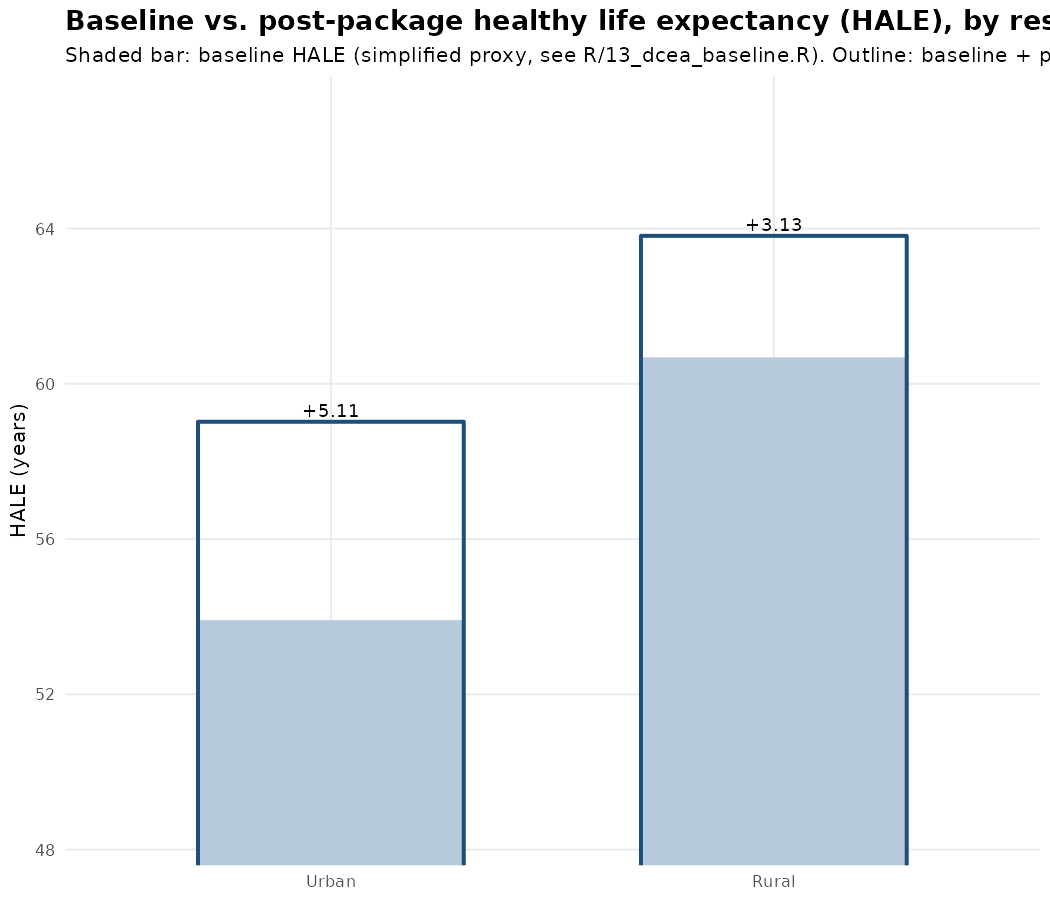 Baseline vs. post-package healthy life expectancy (HALE), by res
Shaded bar: baseline HALE (simplified proxy, see R/13_dcea_baseline.R). Outline: baseline + p
64
+3.13
60
+5.11
HALE (years)
56
52
48
Urban
Rural